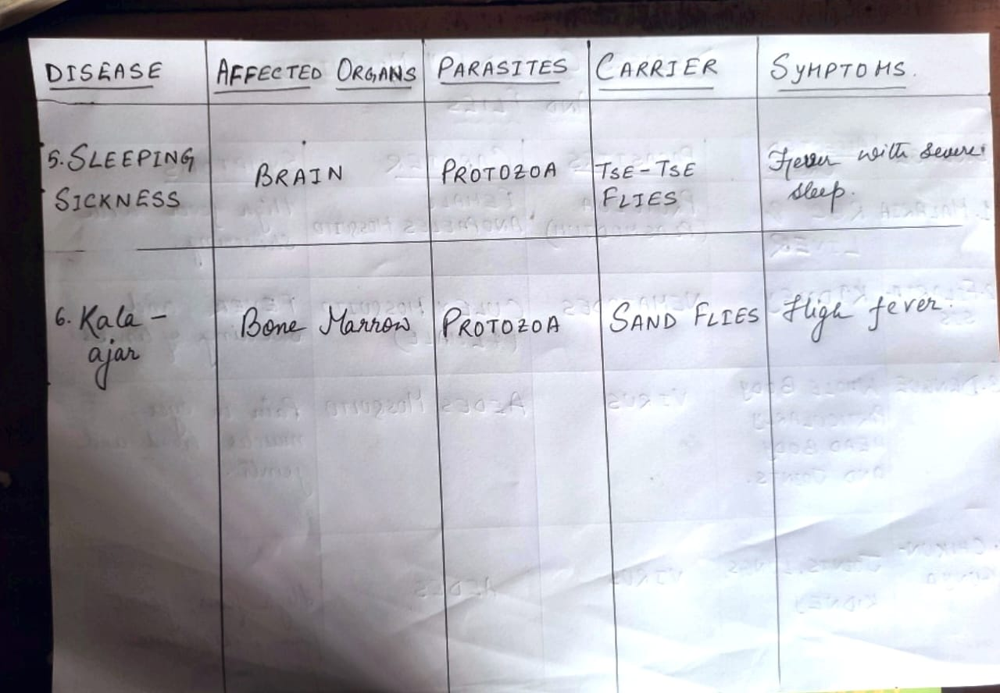 DISEASE AFFECTED ORGANS PARASITES CARRIER SYMPTOMS.
5. SLEEPING SICKNESS BRAIN PROTOZOA TSE-TSE FLIES Fever with severe sleep.
6. Kala-ajar Bone Marrow PROTOZOA SAND FLIES High fever.